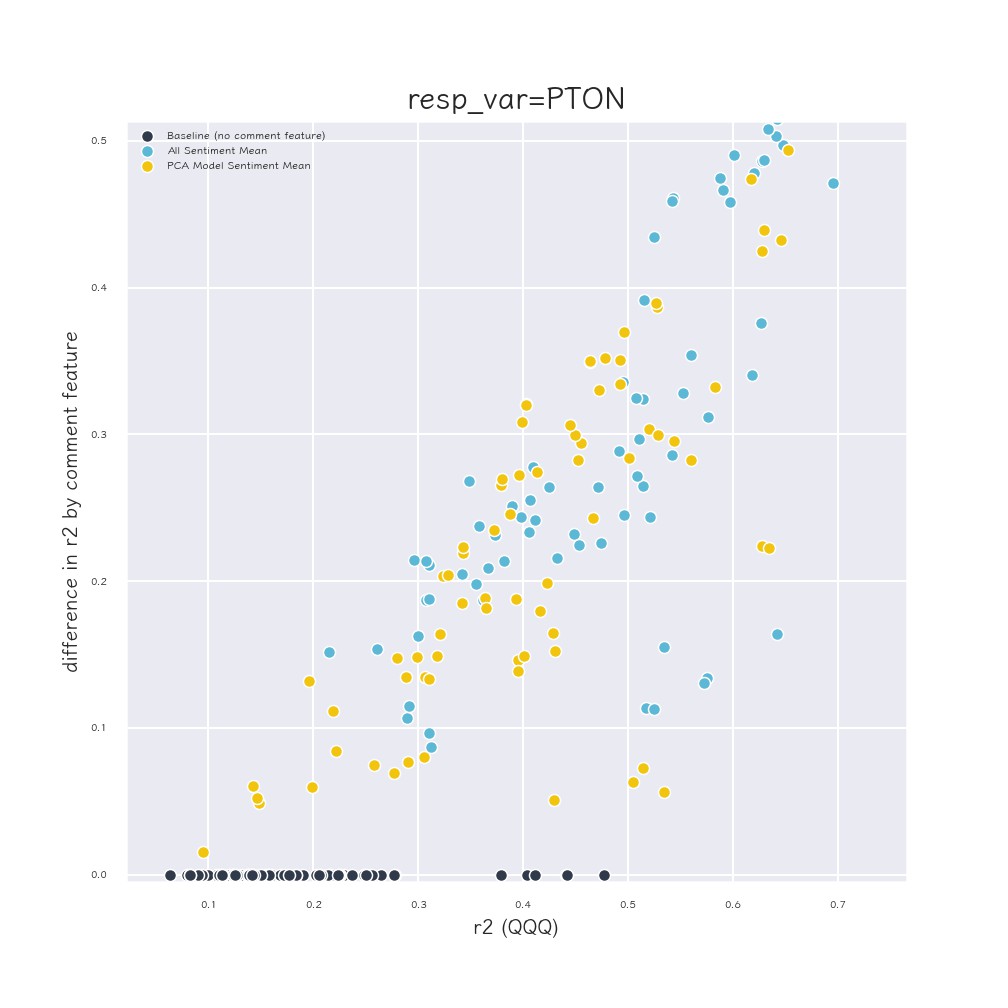 resp_var=PTON
Baseline (no comment feature)
All Sentiment Mean
PCA Model Sentiment Mean
0.5
0.4
0.3
0.2
0.1
0.0
difference in r2 by comment feature
0.1 0.2 0.3 0.4 0.5 0.6 0.7
r2 (QQQ)